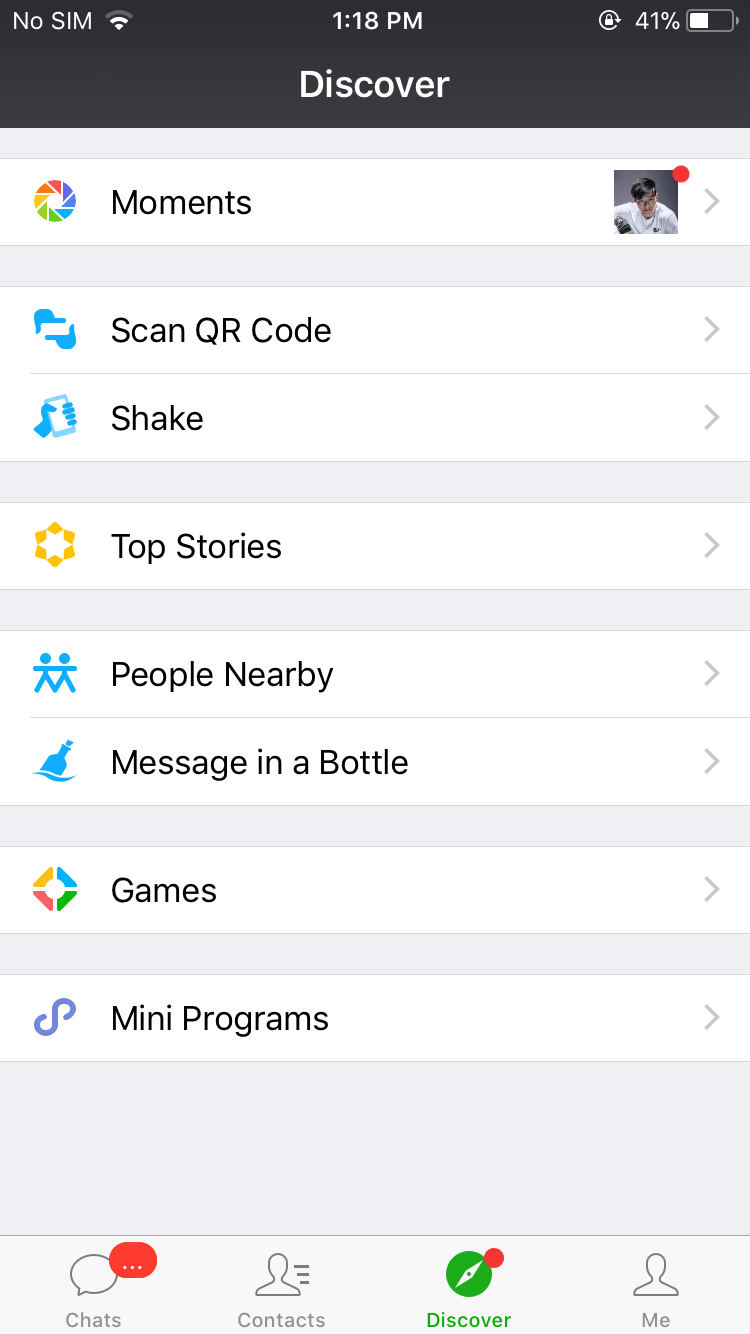 No SIM 1:18 PM 41%
Discover
Moments
Scan QR Code
Shake
Top Stories
People Nearby
Message in a Bottle
Games
Mini Programs
...
Chats Contacts Discover Me